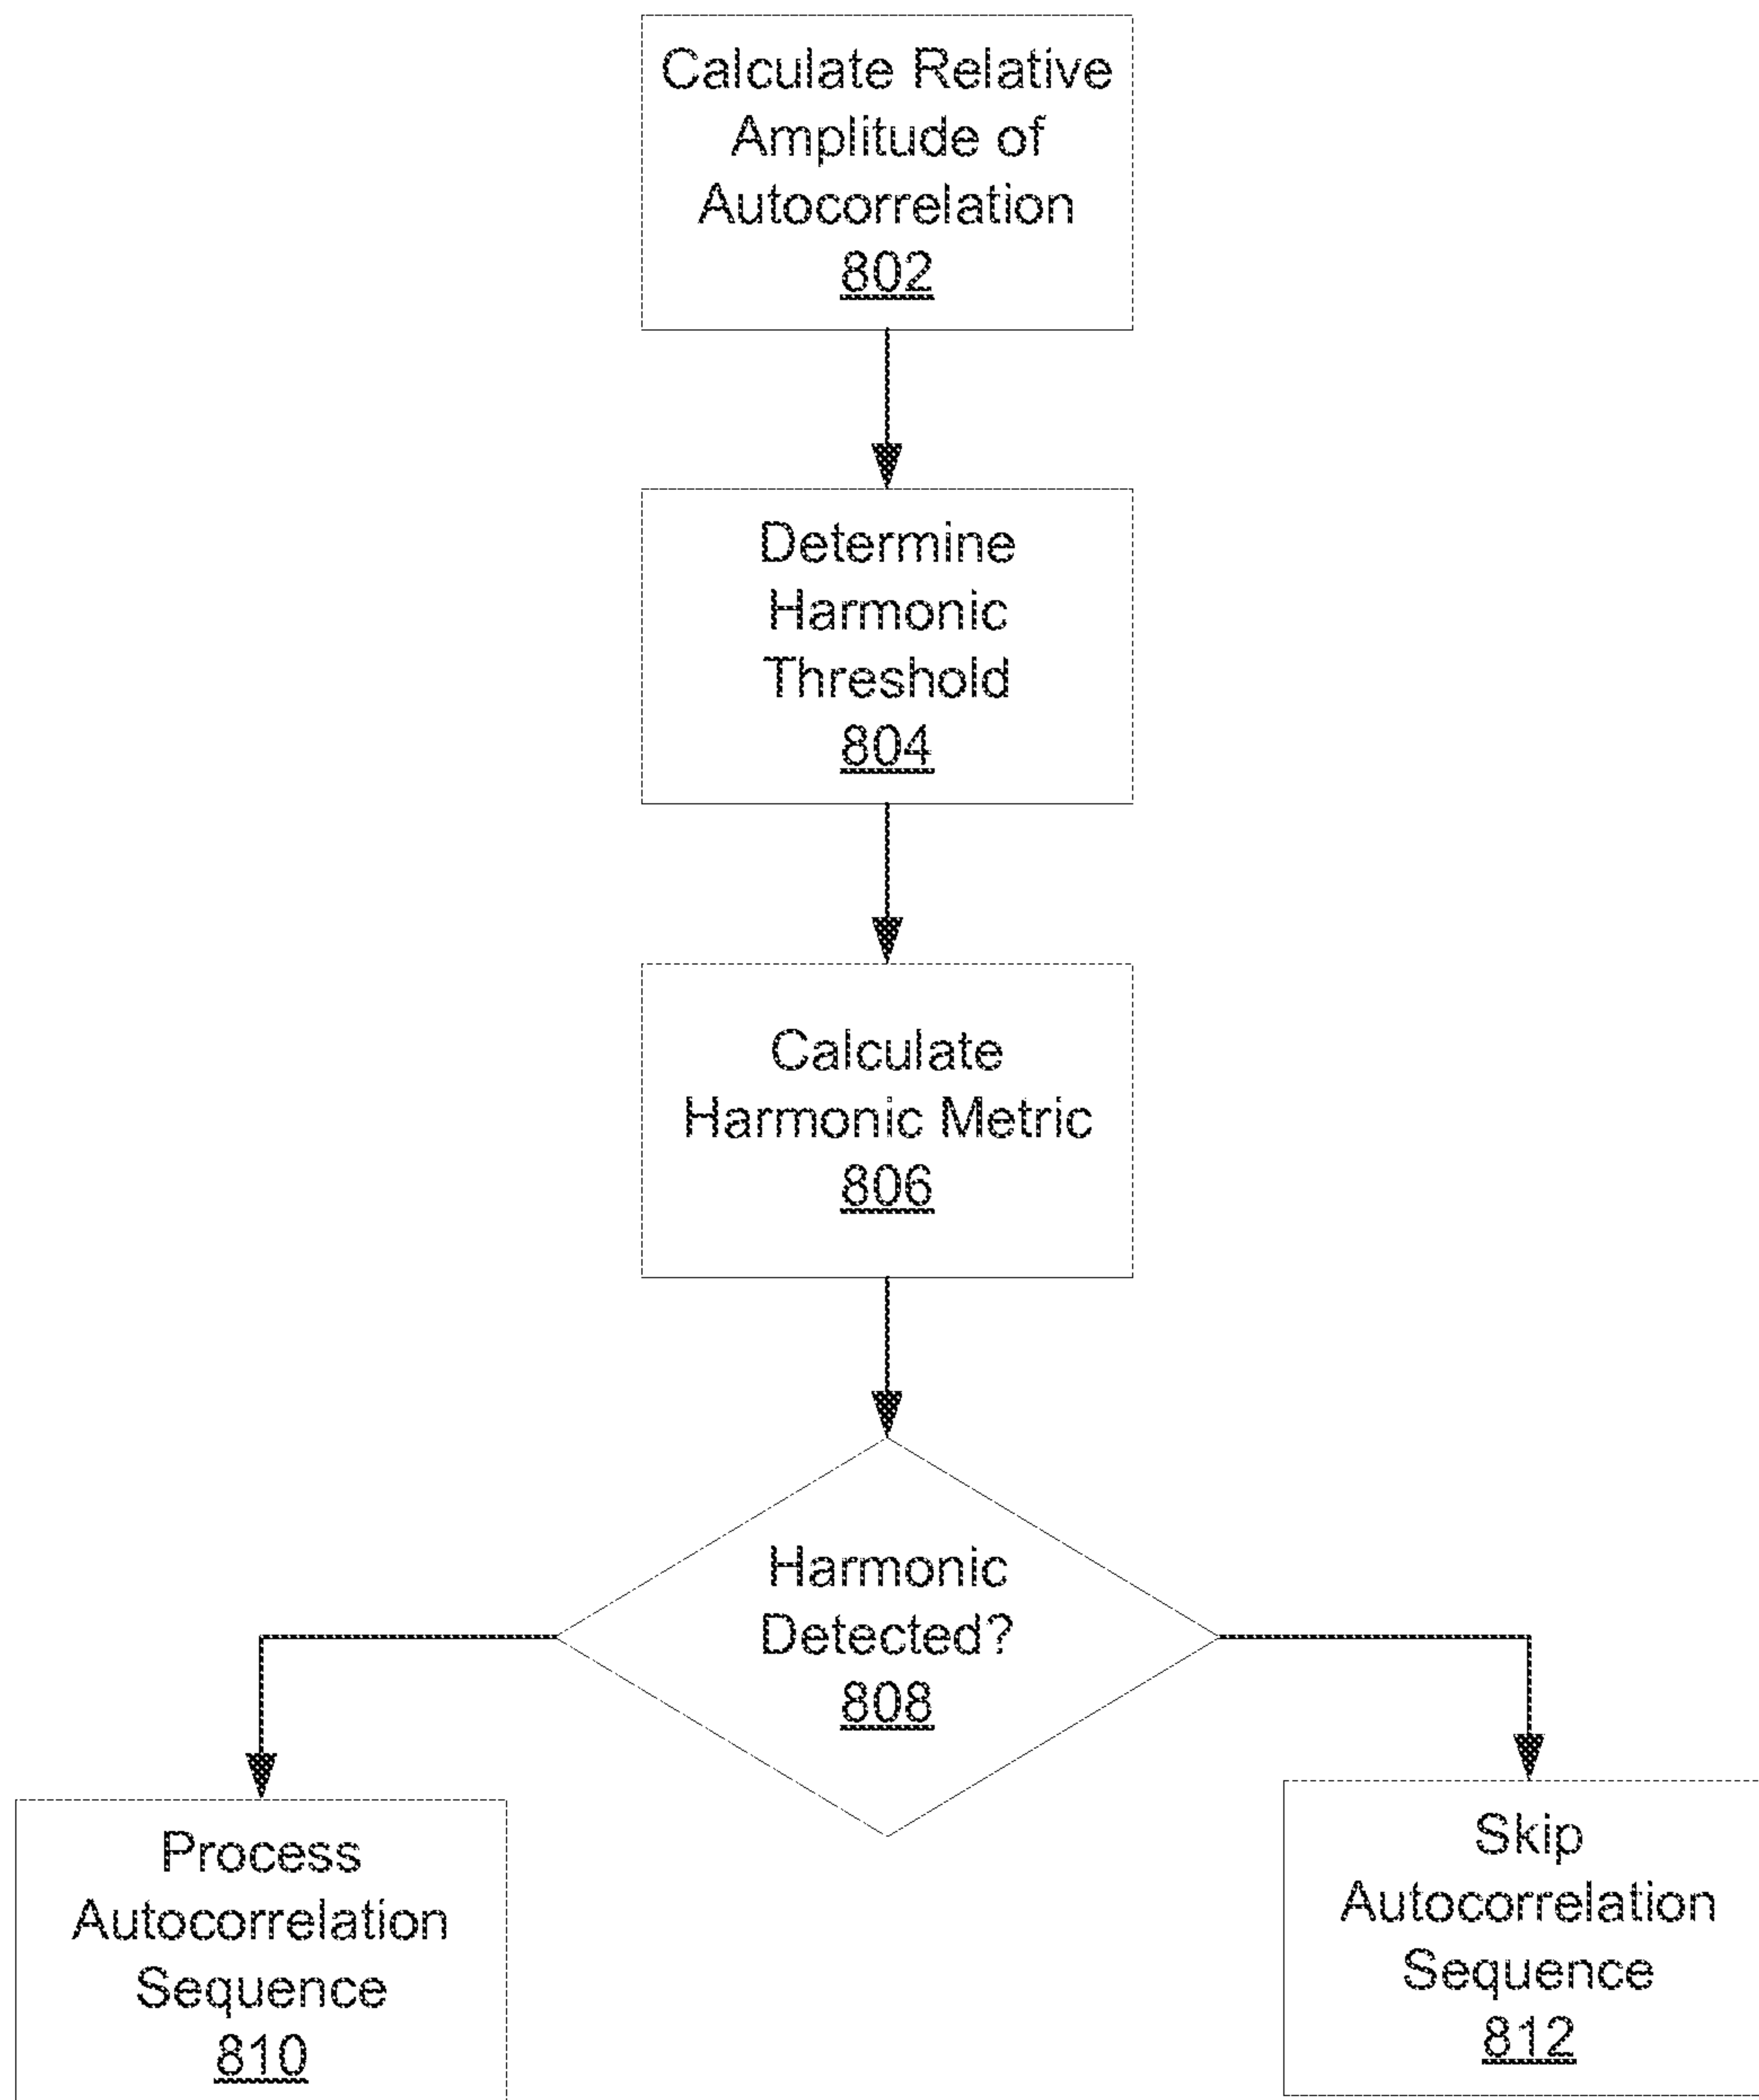 Calculate Relative
Amplitude of
Autocorrelation
802
Determine
Harmonic
Threshold
804
Calculate
Harmonic Metric
806
Harmonic
Detected?
808
Process
Autocorrelation
Sequence
810
Skip
Autocorrelation
Sequence
812